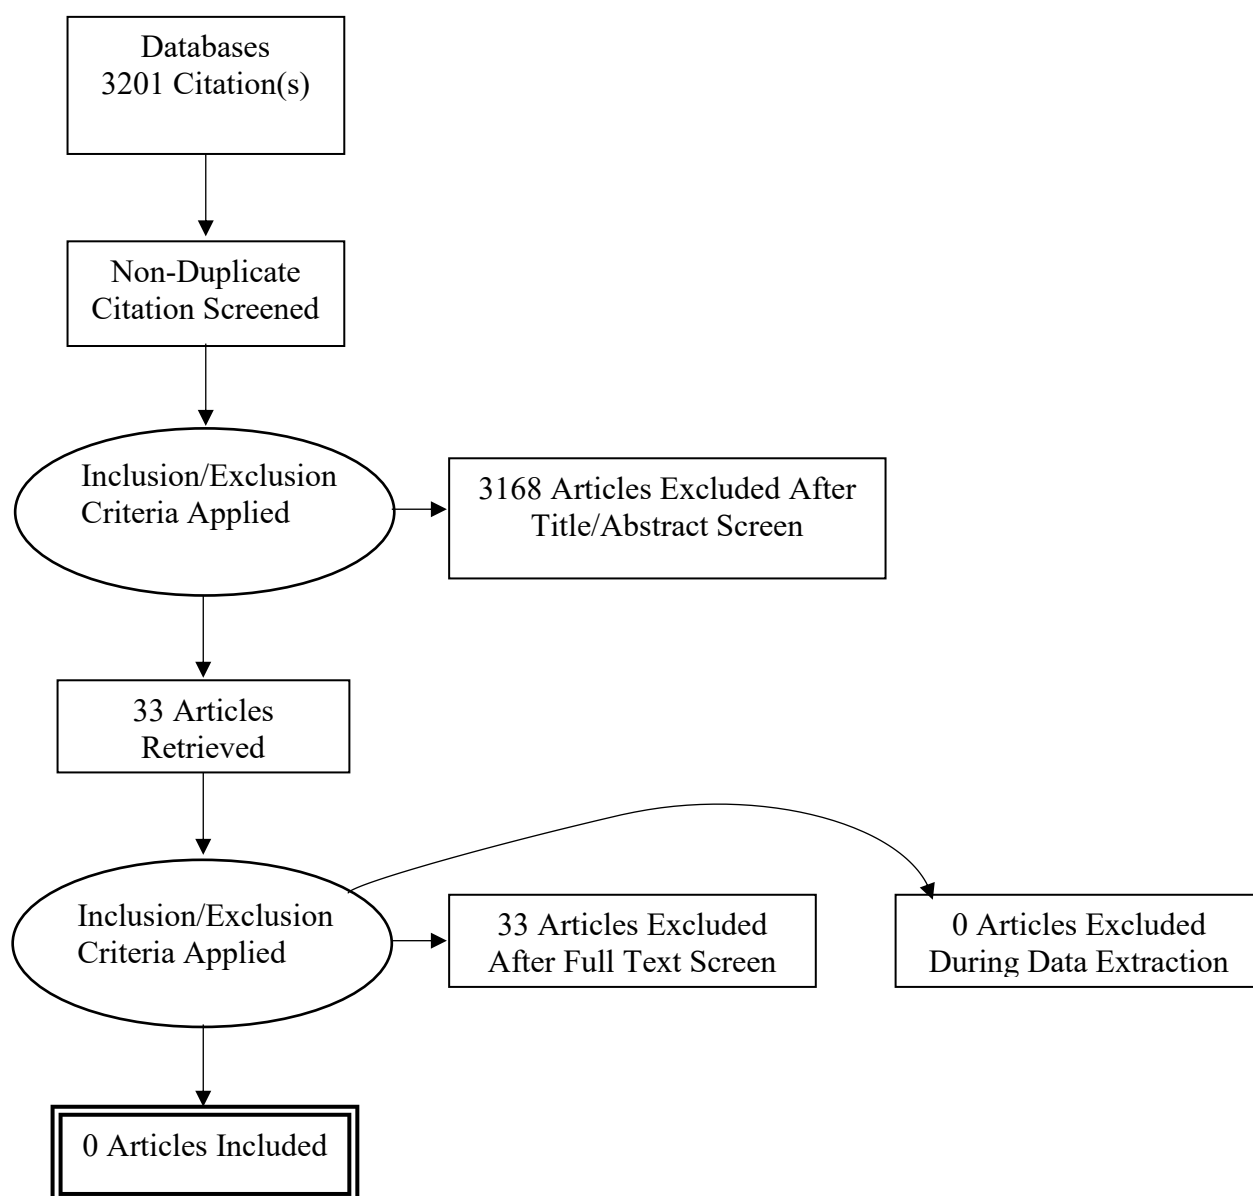 Databases
3201 Citation(s)
Non-Duplicate
Citation Screened
Inclusion/Exclusion
Criteria Applied
3168 Articles Excluded After
Title/Abstract Screen
33 Articles
Retrieved
Inclusion/Exclusion
Criteria Applied
33 Articles Excluded
After Full Text Screen
0 Articles Excluded
During Data Extraction
0 Articles Included